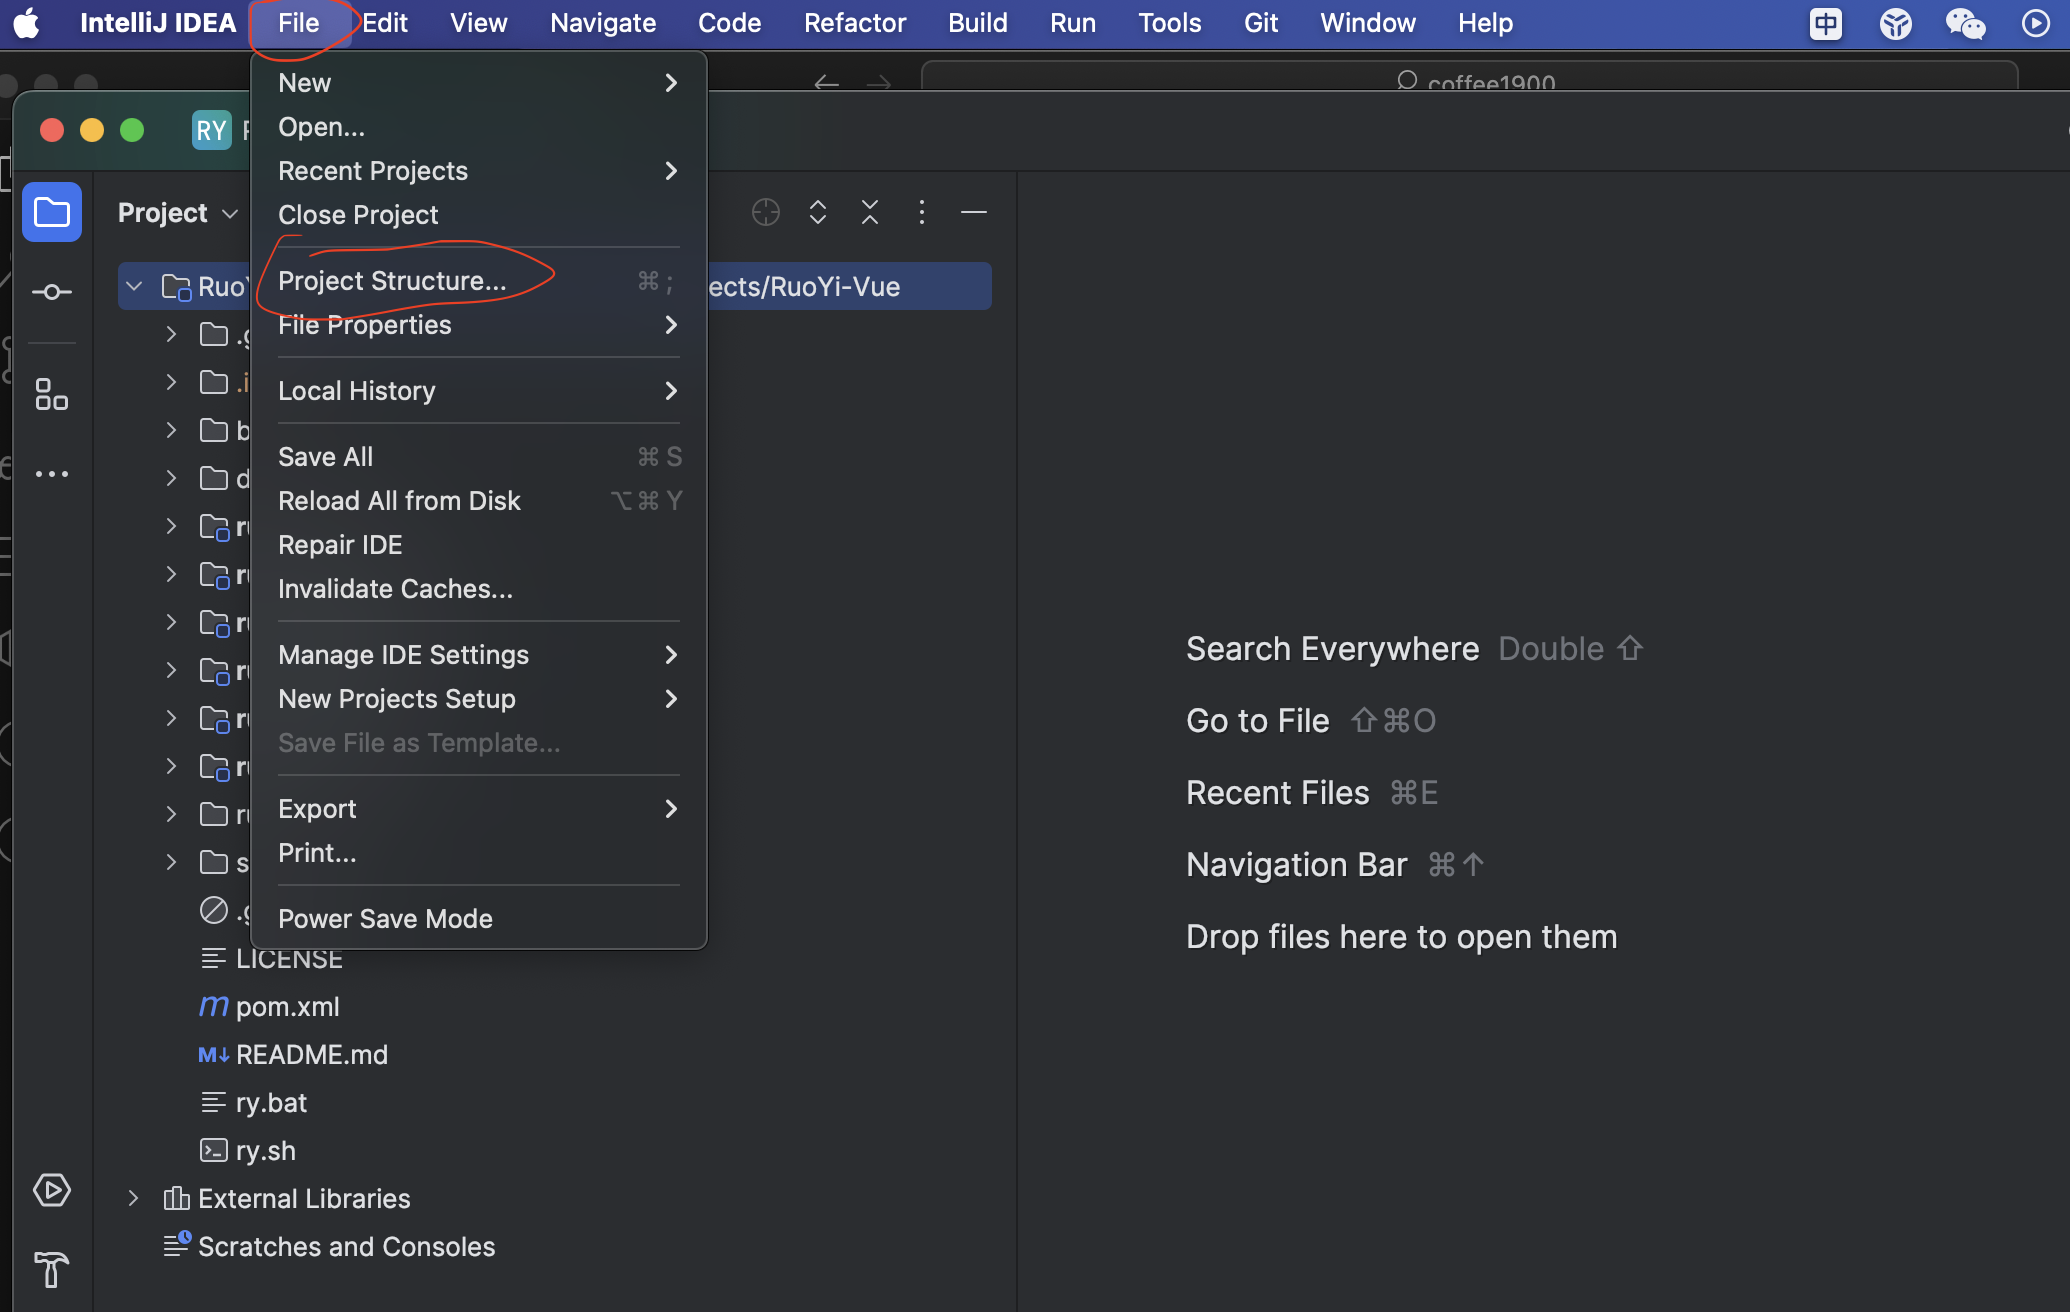 IntelliJ IDEA File Edit View Navigate Code Refactor Build Run Tools Git Window Help 中
coffee1900
RY
Project
New
Open...
Recent Projects
Close Project
Project Structure... ⌘ ;
File Properties
Local History
Save All ⌘ S
Reload All from Disk ⌥ ⌘ Y
Repair IDE
Invalidate Caches...
Manage IDE Settings
New Projects Setup
Save File as Template...
Export
Print...
Power Save Mode
ects/RuoYi-Vue
LICENSE
pom.xml
README.md
ry.bat
ry.sh
External Libraries
Scratches and Consoles
Search Everywhere Double ⇧
Go to File ⇧⌘O
Recent Files ⌘E
Navigation Bar ⌘↑
Drop files here to open them